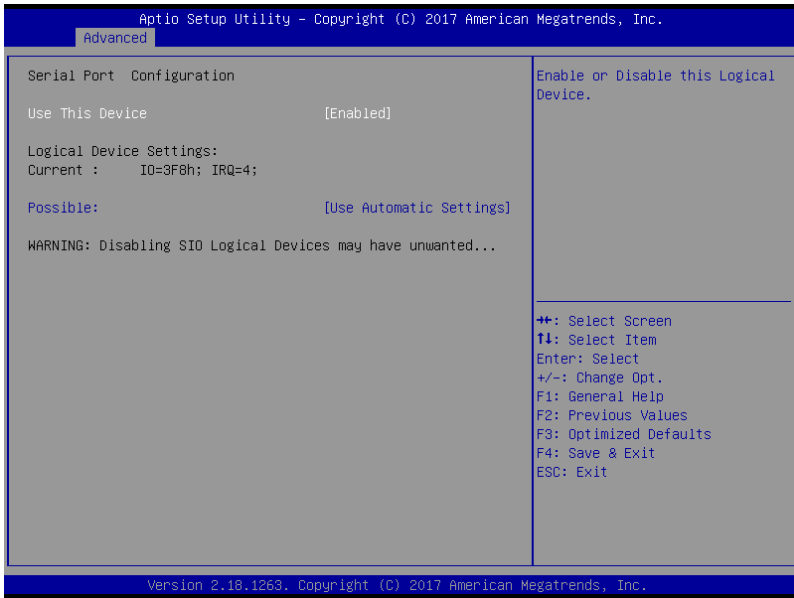 Aptio Setup Utility – Copyright (C) 2017 American Megatrends, Inc.
Advanced
Serial Port  Configuration
Use This Device [Enabled]
Logical Device Settings:
Current : IO=3F8h; IRQ=4;
Possible: [Use Automatic Settings]
WARNING: Disabling SIO Logical Devices may have unwanted...
Enable or Disable this Logical
Device.
→←: Select Screen
↑↓: Select Item
Enter: Select
+/-: Change Opt.
F1: General Help
F2: Previous Values
F3: Optimized Defaults
F4: Save & Exit
ESC: Exit
Version 2.18.1263. Copyright (C) 2017 American Megatrends, Inc.